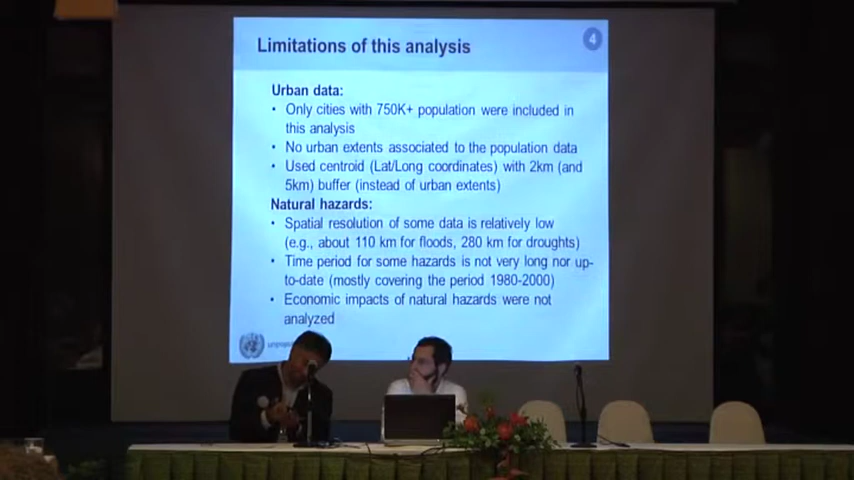 Limitations of this analysis
4
Urban data:
• Only cities with 750K+ population were included in
this analysis
• No urban extents associated to the population data
• Used centroid (Lat/Long coordinates) with 2km (and
5km) buffer (instead of urban extents)
Natural hazards:
• Spatial resolution of some data is relatively low
(e.g., about 110 km for floods, 280 km for droughts)
• Time period for some hazards is not very long nor up-
to-date (mostly covering the period 1980-2000)
• Economic impacts of natural hazards were not
analyzed